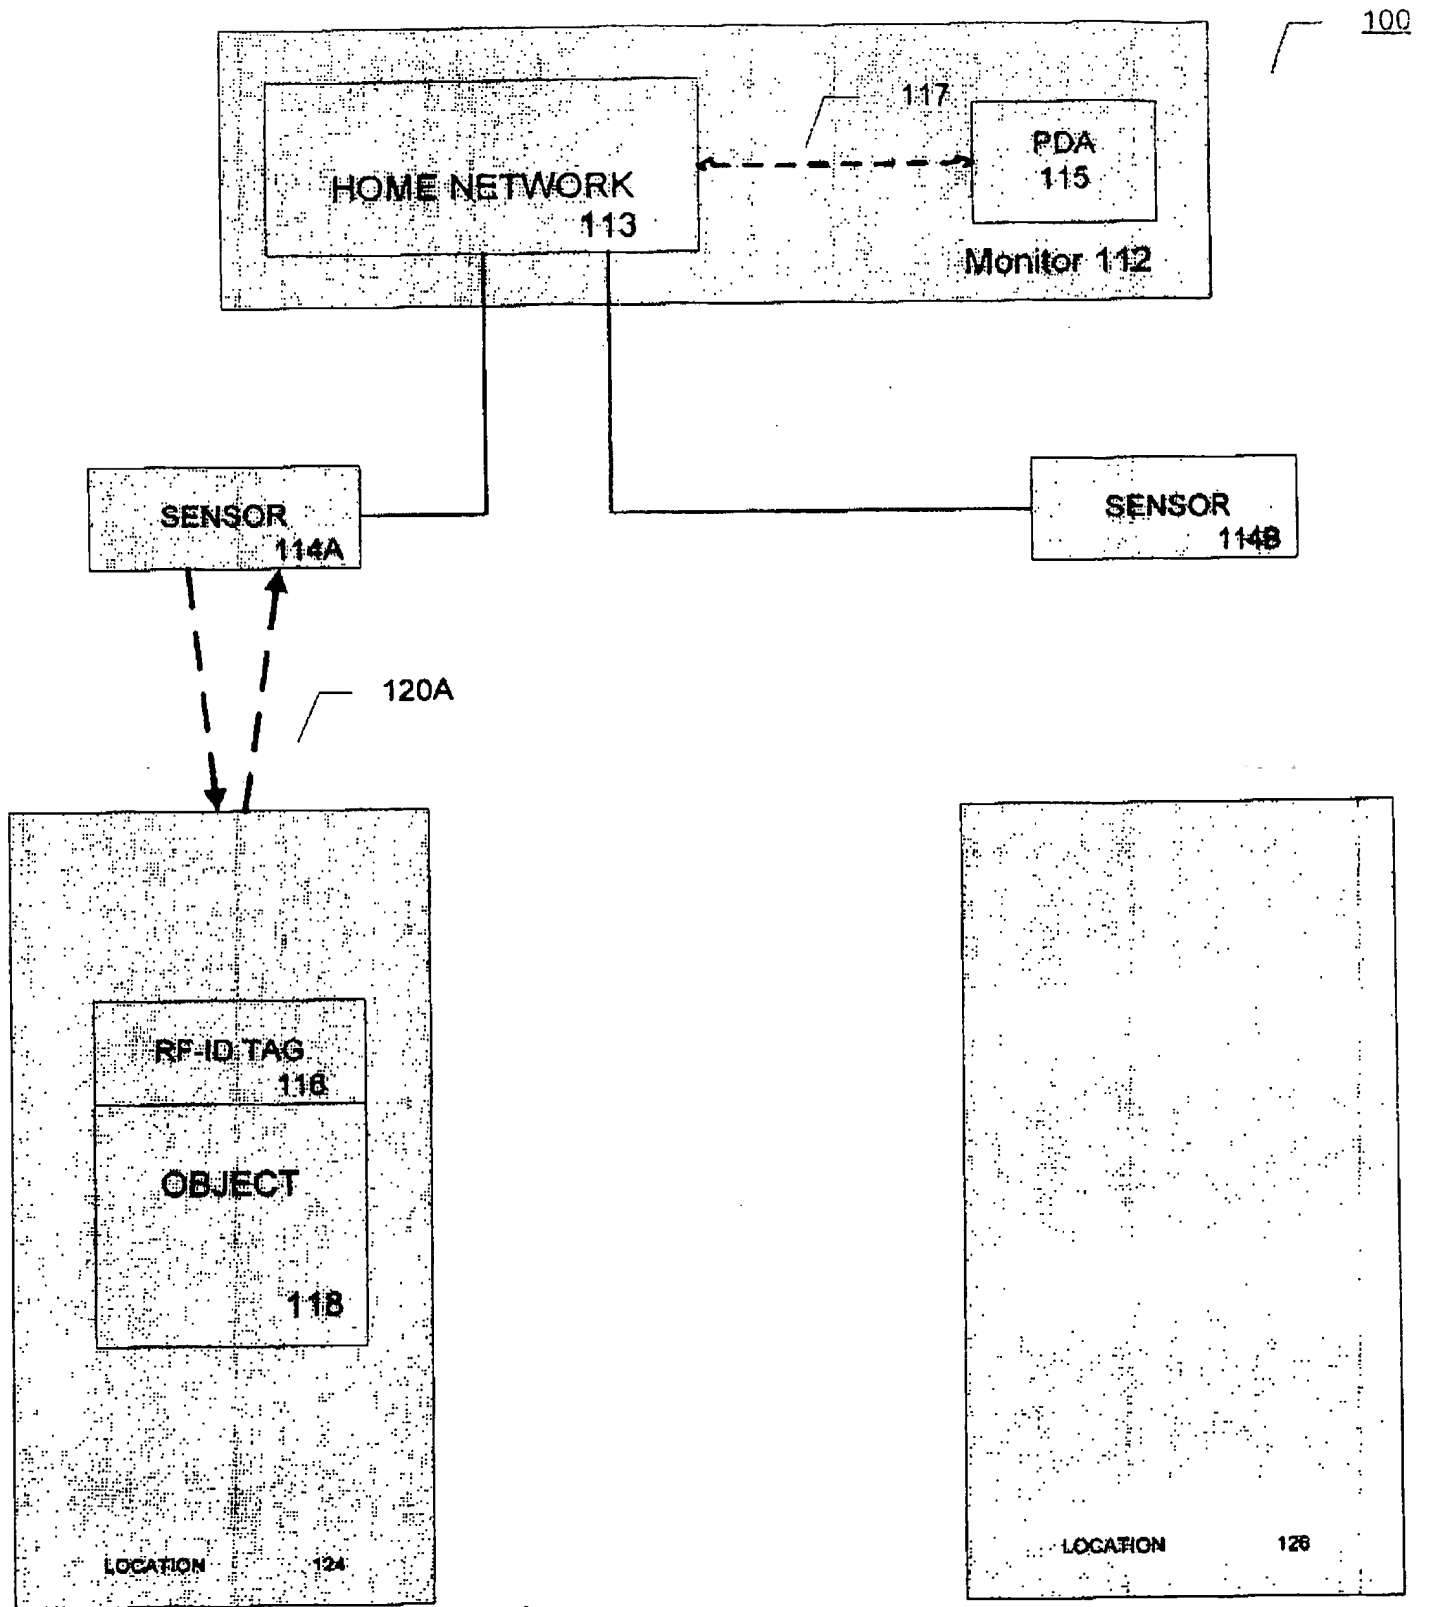 100
117
PDA
115
HOME NETWORK
113
Monitor 112
SENSOR
114A
SENSOR
114B
120A
RF-ID TAG
116
OBJECT
118
LOCATION 124
LOCATION 126